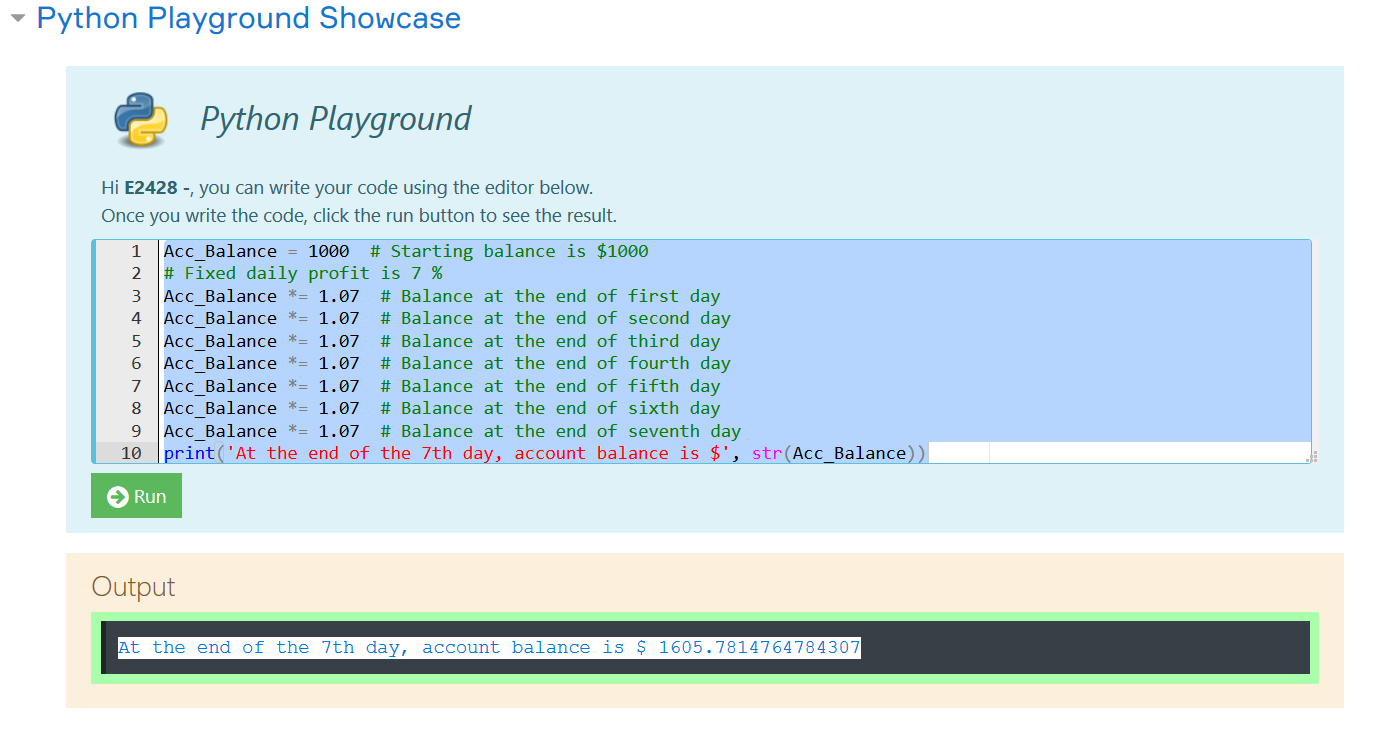 Python Playground Showcase
Python Playground
Hi E2428 -, you can write your code using the editor below.
Once you write the code, click the run button to see the result.
1 Acc_Balance = 1000  # Starting balance is $1000
2 # Fixed daily profit is 7 %
3 Acc_Balance *= 1.07  # Balance at the end of first day
4 Acc_Balance *= 1.07  # Balance at the end of second day
5 Acc_Balance *= 1.07  # Balance at the end of third day
6 Acc_Balance *= 1.07  # Balance at the end of fourth day
7 Acc_Balance *= 1.07  # Balance at the end of fifth day
8 Acc_Balance *= 1.07  # Balance at the end of sixth day
9 Acc_Balance *= 1.07  # Balance at the end of seventh day
10 print('At the end of the 7th day, account balance is $', str(Acc_Balance))
Run
Output
At the end of the 7th day, account balance is $ 1605.7814764784307